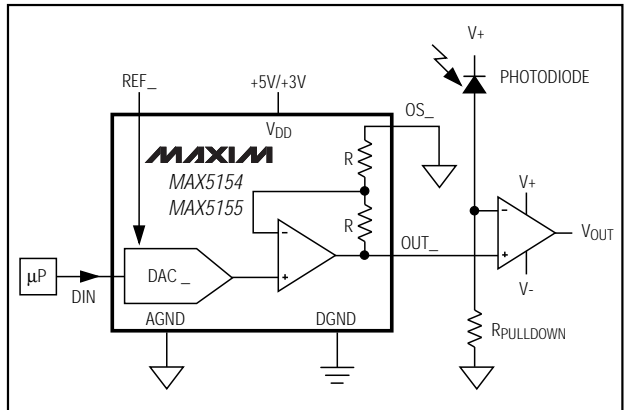 V+
REF_
+5V/+3V
PHOTODIODE
OS_
VDD
MAXIM
MAX5154
MAX5155
R
R
V+
-
-
+
+
OUT_
VOUT
µP
DAC _
DIN
V-
AGND
DGND
RPULLDOWN